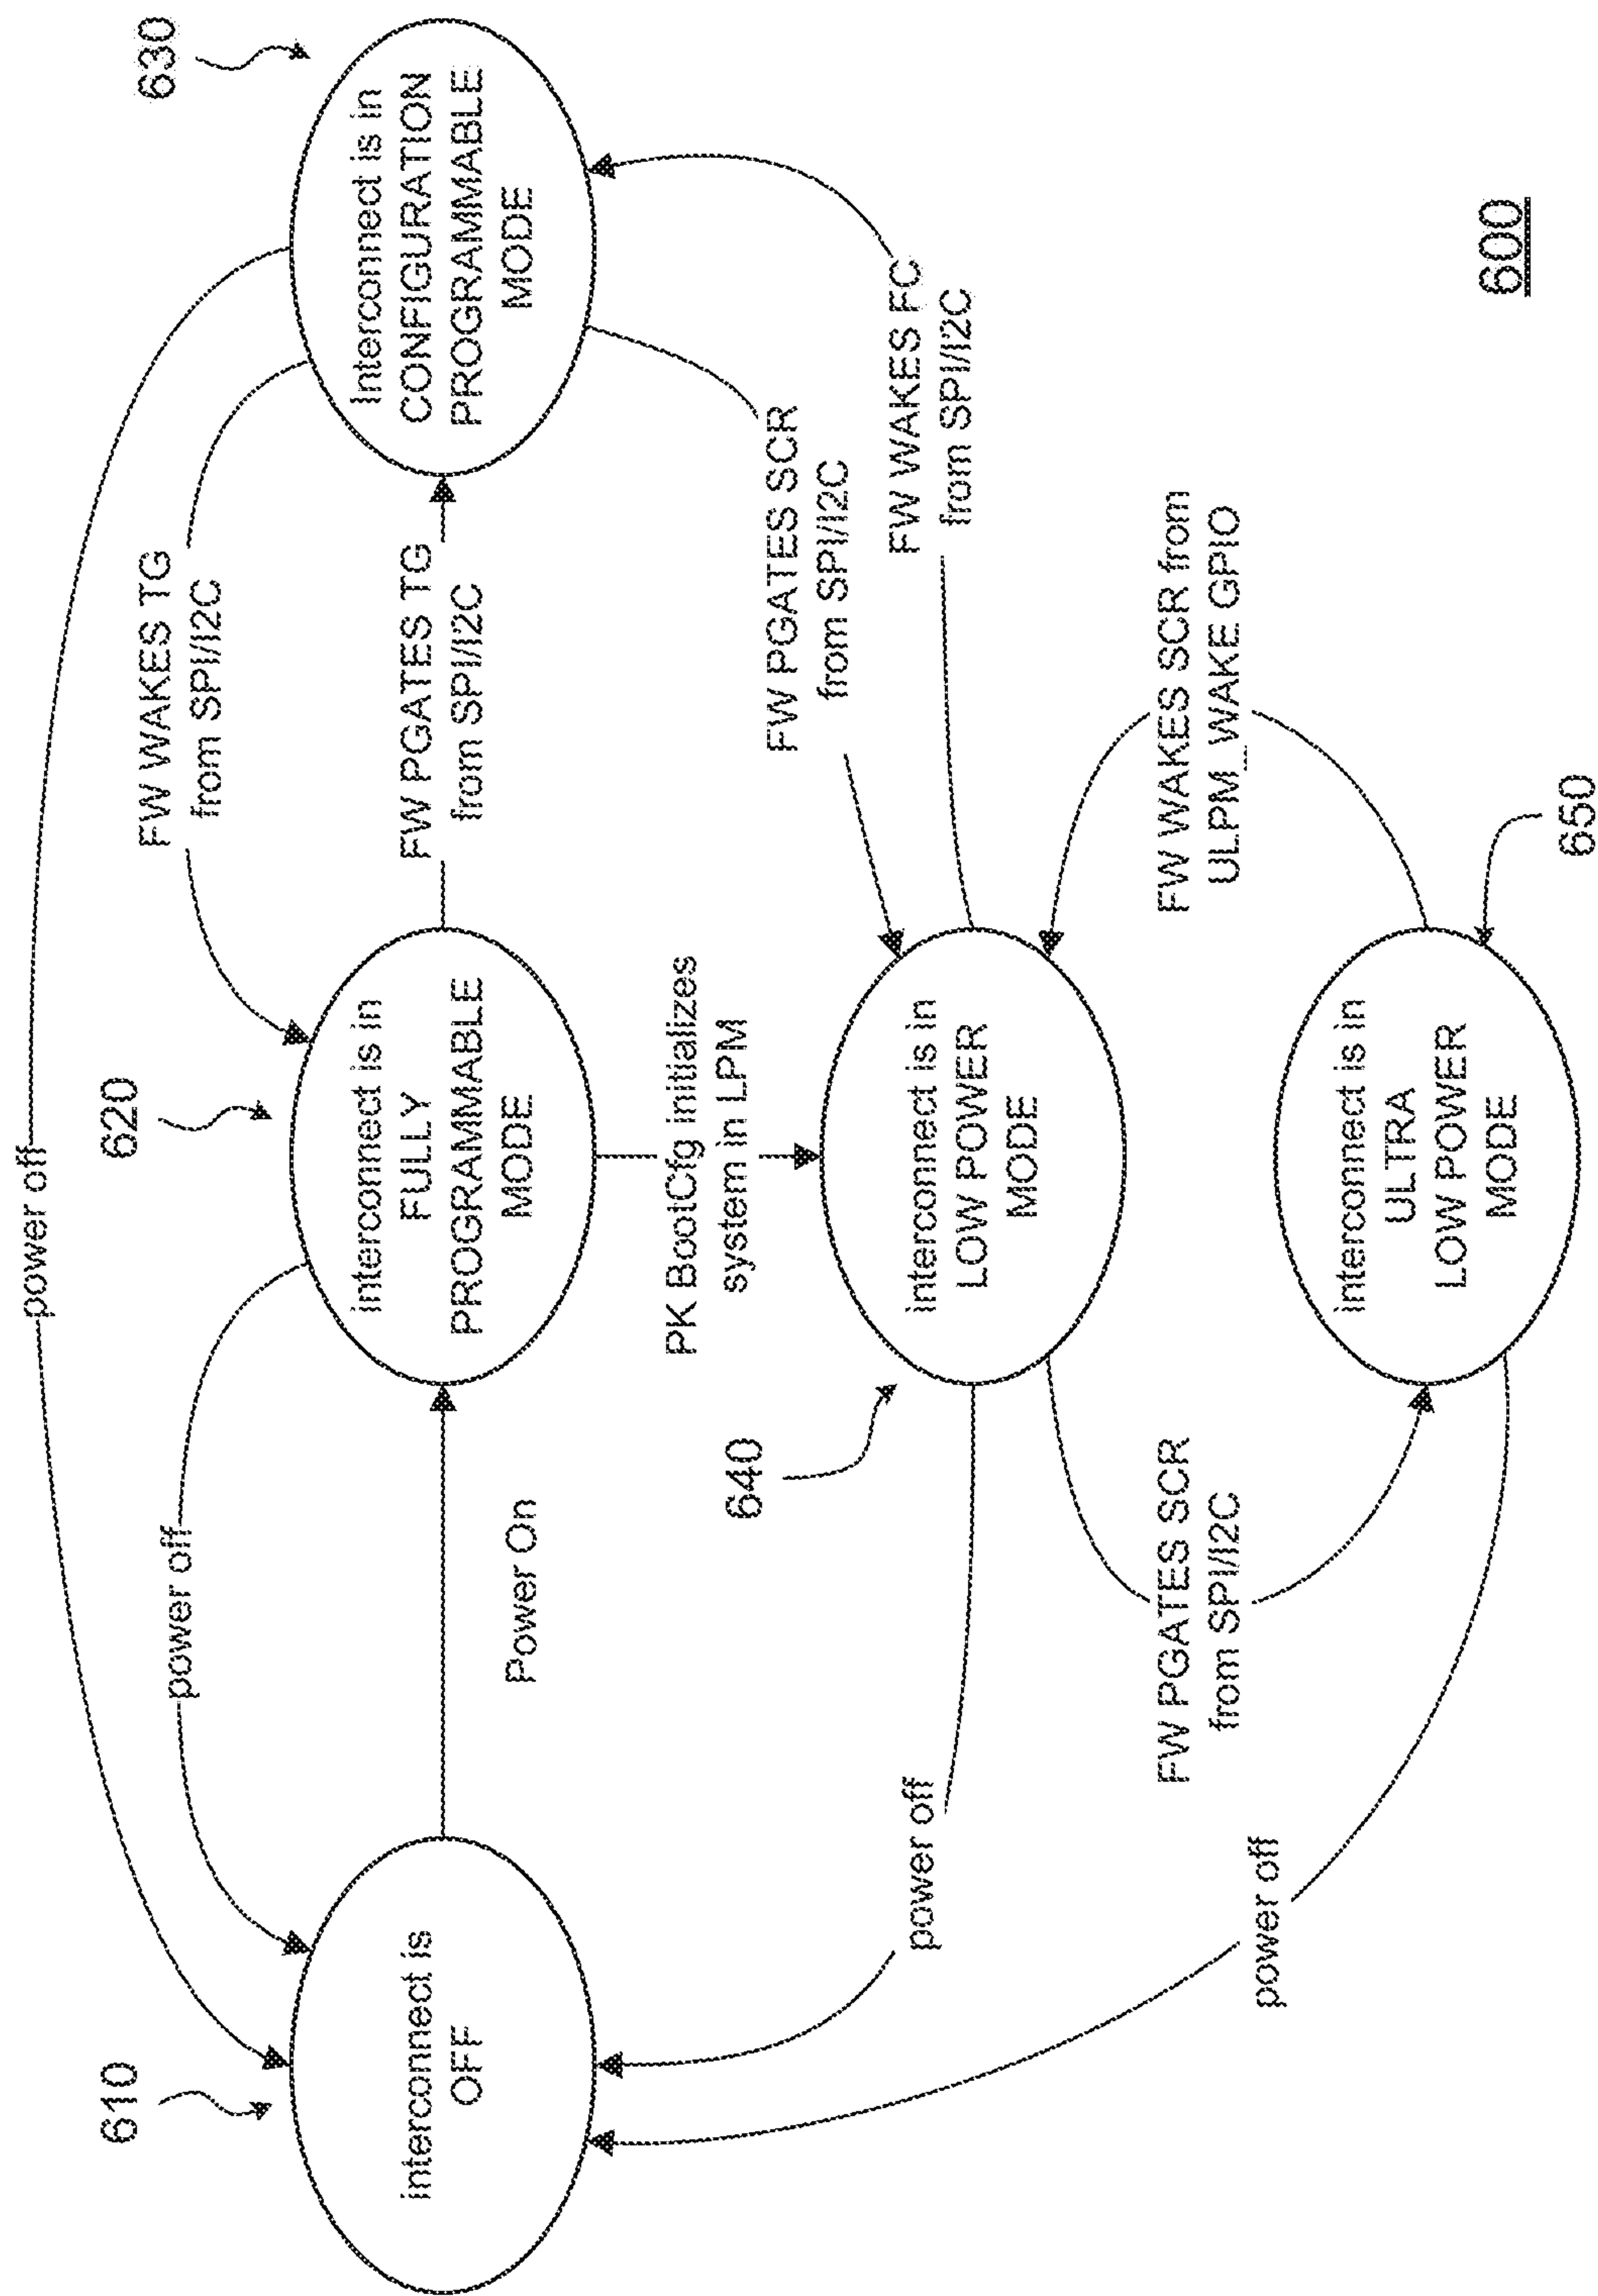 power off
610
620
630
power off
FW WAKES TG
from SPI/I2C
interconnect is
OFF
Power On
interconnect is in
FULLY
PROGRAMMABLE
MODE
FW PGATES TG
from SPI/I2C
Interconnect is in
CONFIGURATION
PROGRAMMABLE
MODE
PK BootCfg initializes
system in LPM
FW PGATES SCR
from SPI/I2C
640
FW WAKES FC
from SPI/I2C
power off
interconnect is in
LOW POWER
MODE
FW PGATES SCR
from SPI/I2C
FW WAKES SCR from
ULPM_WAKE GPIO
power off
interconnect is in
ULTRA
LOW POWER
MODE
650
600